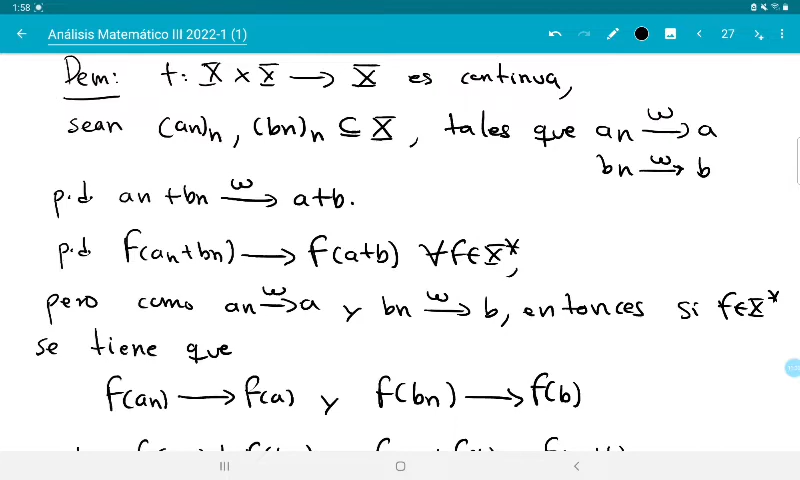 1:58
Análisis Matemático III 2022-1 (1)
27
Dem: t: X × X → X es continua,
sean (an)n, (bn)n ⊆ X, tales que an →ω a
bn →ω b
p.d. an + bn →ω a+b.
p.d f(an+bn) → f(a+b) ∀f∈X*,
pero como an →ω a y bn →ω b, entonces si f∈X*
se tiene que
f(an) → f(a) y f(bn) → f(b)